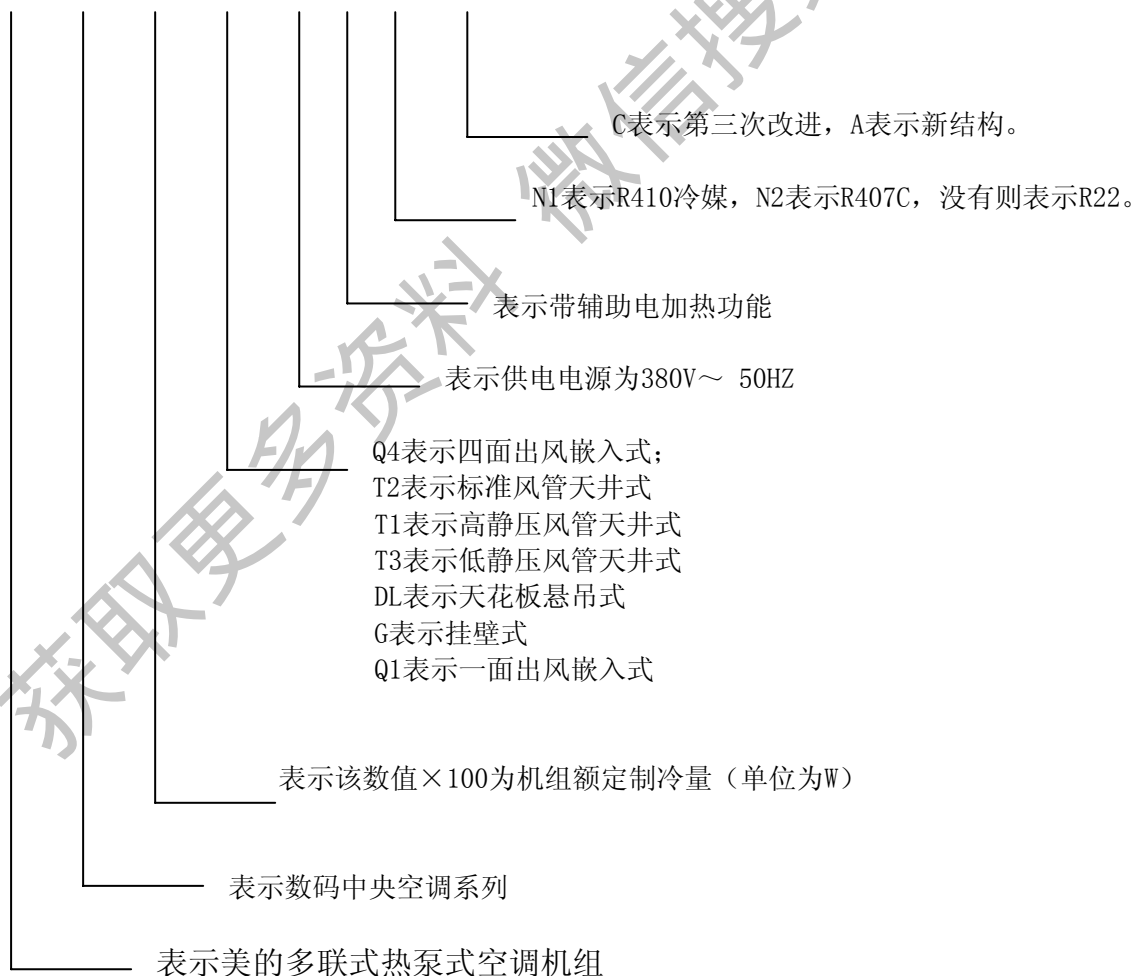 C表示第三次改进，A表示新结构。
N1表示R410冷媒，N2表示R407C，没有则表示R22。
表示带辅助电加热功能
表示供电电源为380V～ 50HZ
Q4表示四面出风嵌入式；
T2表示标准风管天井式
T1表示高静压风管天井式
T3表示低静压风管天井式
DL表示天花板悬吊式
G表示挂壁式
Q1表示一面出风嵌入式
表示该数值×100为机组额定制冷量（单位为W）
表示数码中央空调系列
表示美的多联式热泵式空调机组
获取更多资料 微信搜